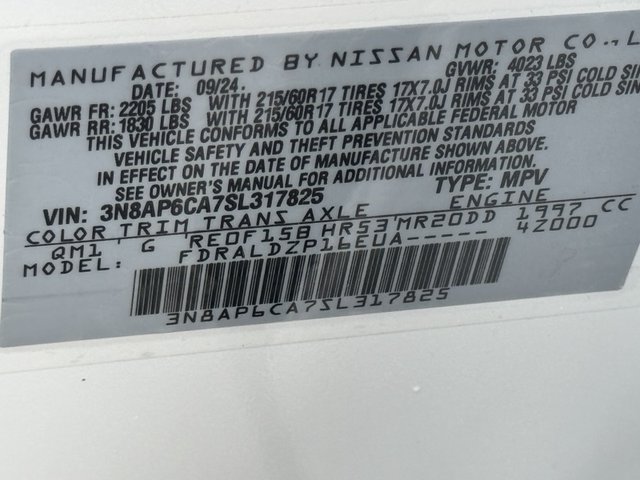 MANUFACTURED BY NISSAN MOTOR CO., L
DATE: 09/24. GVWR: 4023 LBS
GAWR FR: 2205 LBS WITH 215/60R17 TIRES 17X7.0J RIMS AT 33 PSI COLD SIN
GAWR RR: 1830 LBS WITH 215/60R17 TIRES 17X7.0J RIMS AT 33 PSI COLD SIN
THIS VEHICLE CONFORMS TO ALL APPLICABLE FEDERAL MOTOR
VEHICLE SAFETY AND THEFT PREVENTION STANDARDS
IN EFFECT ON THE DATE OF MANUFACTURE SHOWN ABOVE.
SEE OWNER'S MANUAL FOR ADDITIONAL INFORMATION.
VIN: 3N8AP6CA7SL317825 TYPE: MPV
COLOR TRIM TRANS AXLE ENGINE
QM1 G RE0F15B HR53 MR20DD 1997 CC
MODEL: FDRALDZP16EUA----- 4Z000
3N8AP6CA7SL317825